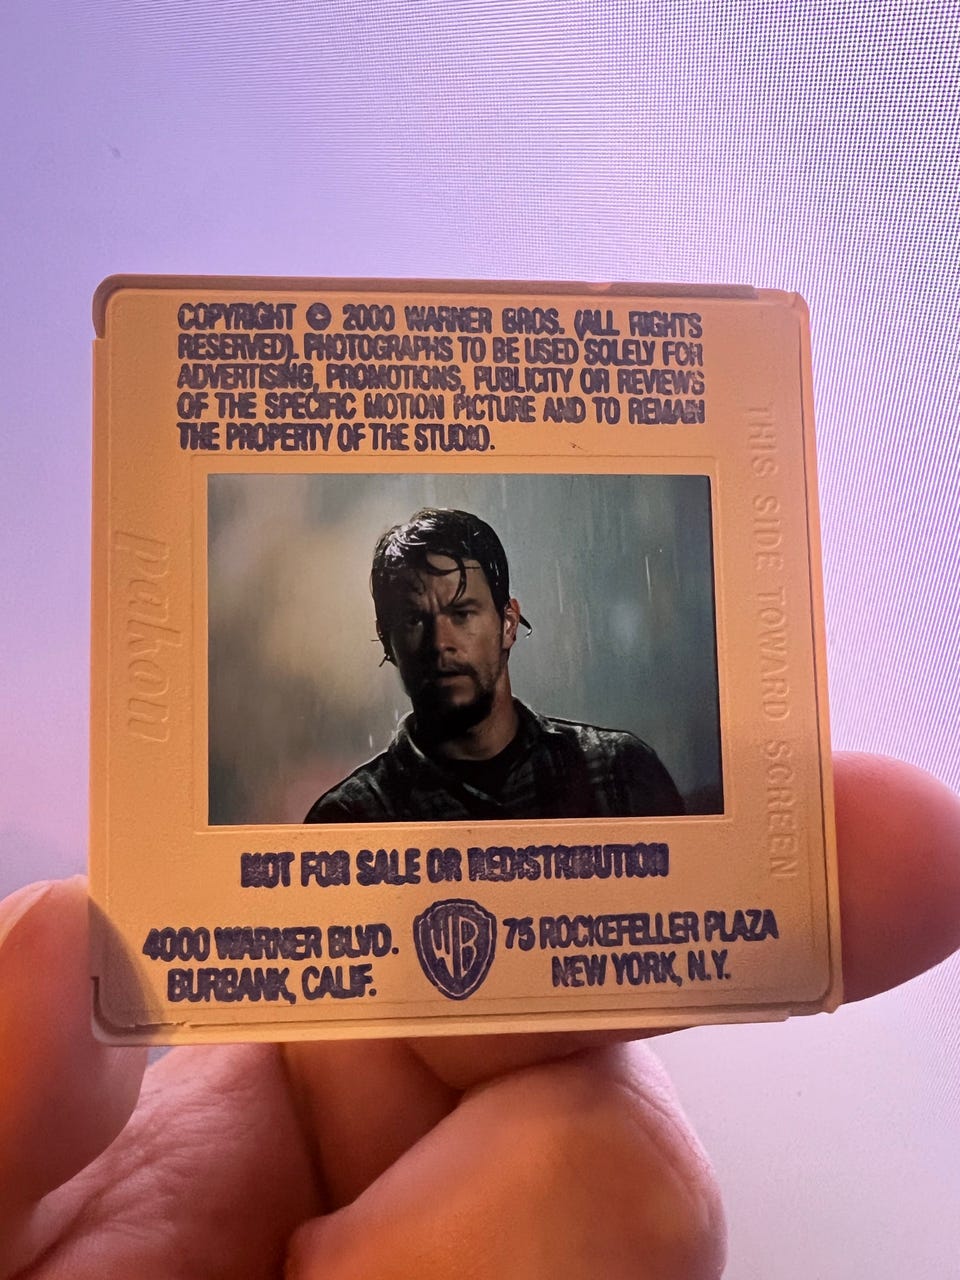 COPYRIGHT © 2000 WARNER BROS. (ALL RIGHTS
RESERVED). PHOTOGRAPHS TO BE USED SOLELY FOR
ADVERTISING, PROMOTIONS, PUBLICITY OR REVIEWS
OF THE SPECIFIC MOTION PICTURE AND TO REMAIN
THE PROPERTY OF THE STUDIO.
pakon
THIS SIDE TOWARD SCREEN
NOT FOR SALE OR REDISTRIBUTION
4000 WARNER BLVD.
BURBANK, CALIF.
WB
75 ROCKEFELLER PLAZA
NEW YORK, N.Y.